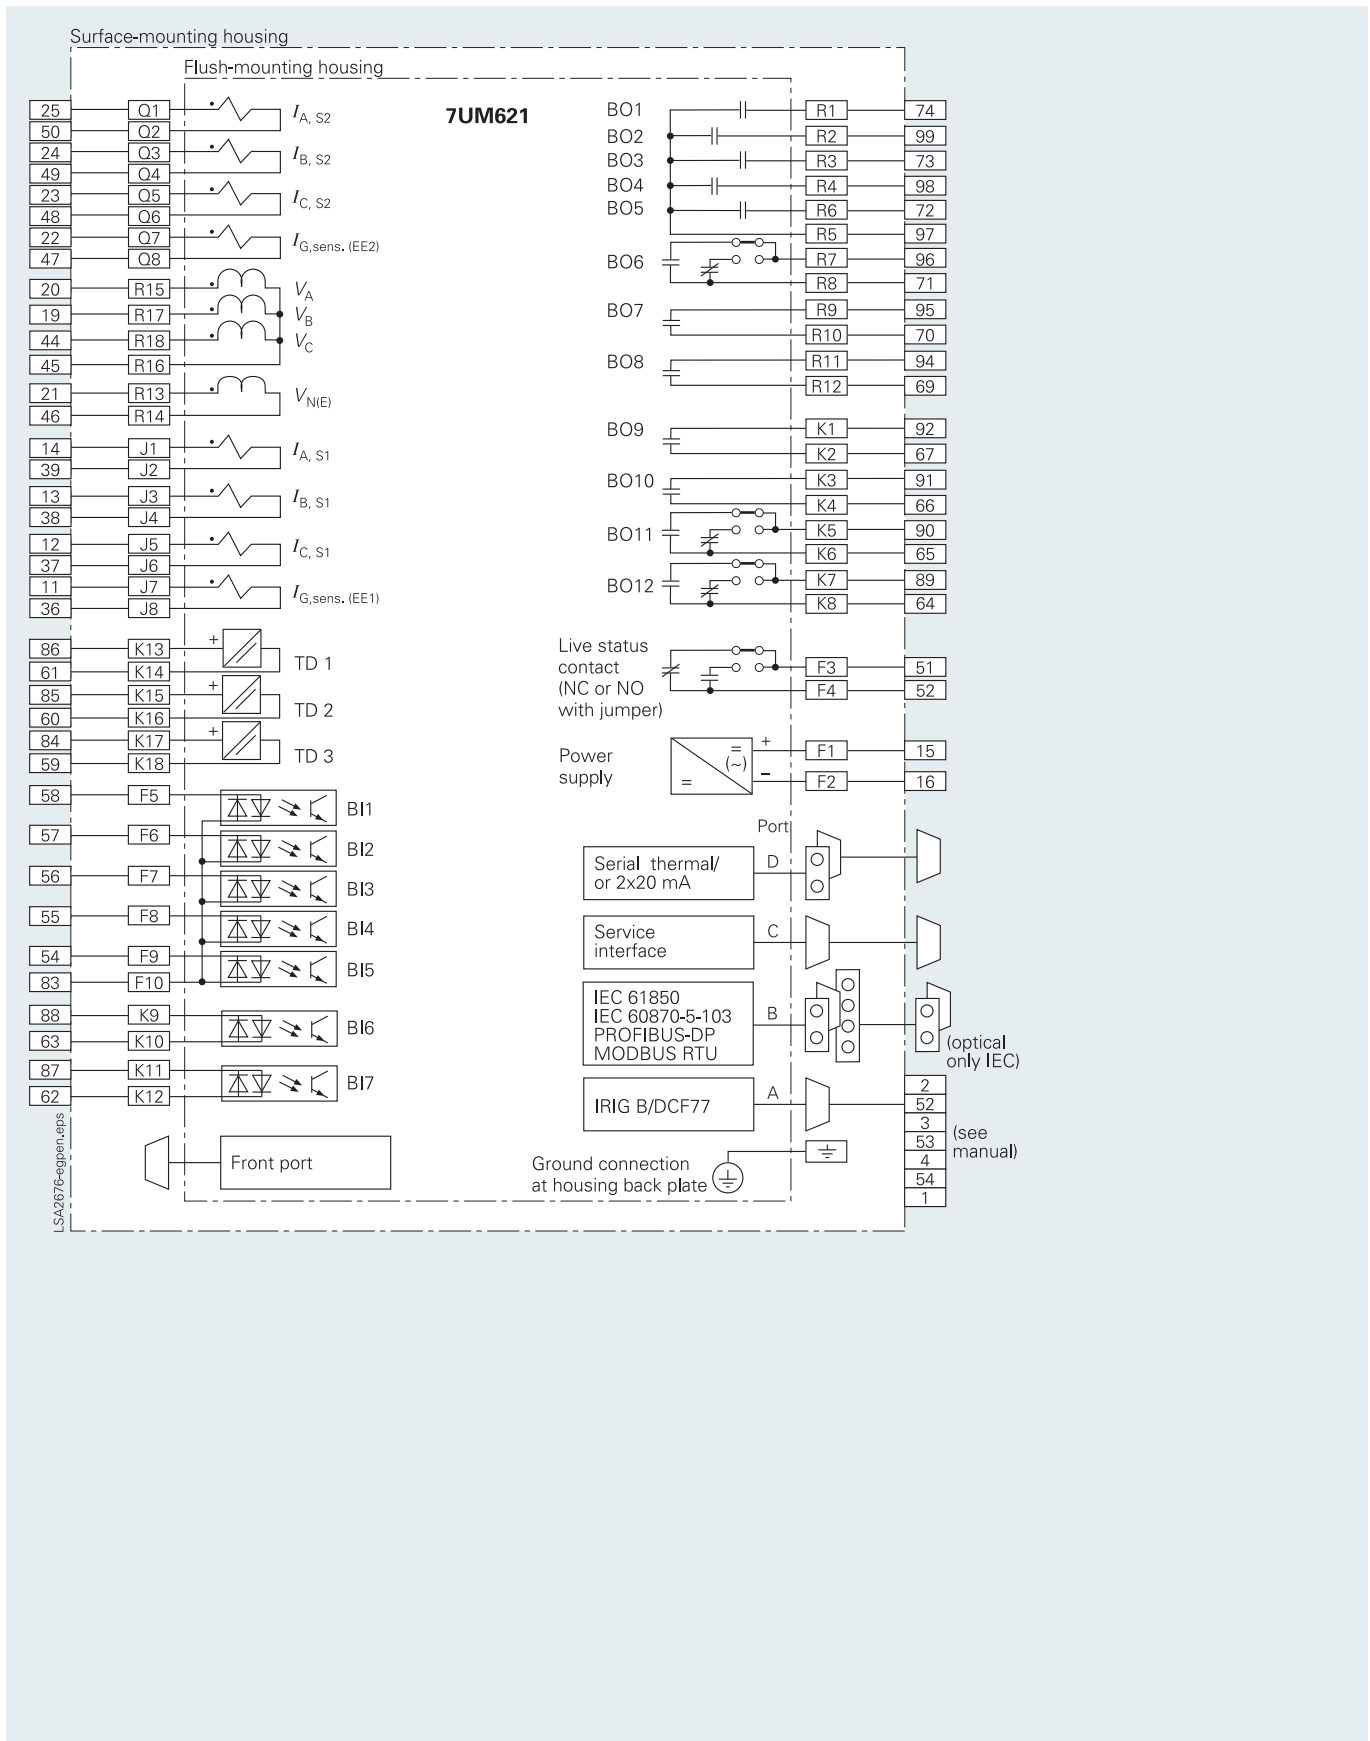 Surface-mounting housing
Flush-mounting housing
7UM621
25 Q1 I A, S2
50 Q2
24 Q3 I B, S2
49 Q4
23 Q5 I C, S2
48 Q6
22 Q7 I G,sens. (EE2)
47 Q8
20 R15 V A
19 R17 V B
44 R18 V C
45 R16
21 R13 V N(E)
46 R14
14 J1 I A, S1
39 J2
13 J3 I B, S1
38 J4
12 J5 I C, S1
37 J6
11 J7 I G,sens. (EE1)
36 J8
86 K13 + TD 1
61 K14
85 K15 + TD 2
60 K16
84 K17 + TD 3
59 K18
58 F5 BI1
57 F6 BI2
56 F7 BI3
55 F8 BI4
54 F9 BI5
83 F10
88 K9 BI6
63 K10
87 K11 BI7
62 K12
Front port
LSA2676-egpen.eps
BO1 R1 74
BO2 R2 99
BO3 R3 73
BO4 R4 98
BO5 R6 72
R5 97
BO6 R7 96
R8 71
BO7 R9 95
R10 70
BO8 R11 94
R12 69
BO9 K1 92
K2 67
BO10 K3 91
K4 66
BO11 K5 90
K6 65
BO12 K7 89
K8 64
Live status
contact
(NC or NO
with jumper)
F3 51
F4 52
Power
supply
= (~) =
+ F1 15
– F2 16
Port
Serial thermal/
or 2x20 mA
D
Service
interface
C
IEC 61850
IEC 60870-5-103
PROFIBUS-DP
MODBUS RTU
B
(optical
only IEC)
IRIG B/DCF77
A
2
52
3
53
4
54
1
(see
manual)
Ground connection
at housing back plate